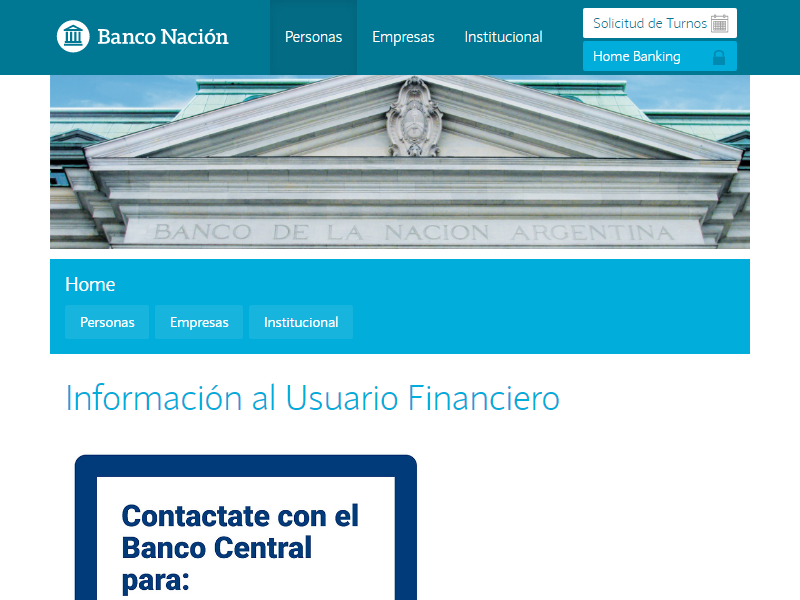 Banco Nación
Personas
Empresas
Institucional
Solicitud de Turnos
Home Banking
BANCO DE LA NACION ARGENTINA
Home
Personas
Empresas
Institucional
Información al Usuario Financiero
Contactate con el
Banco Central
para: